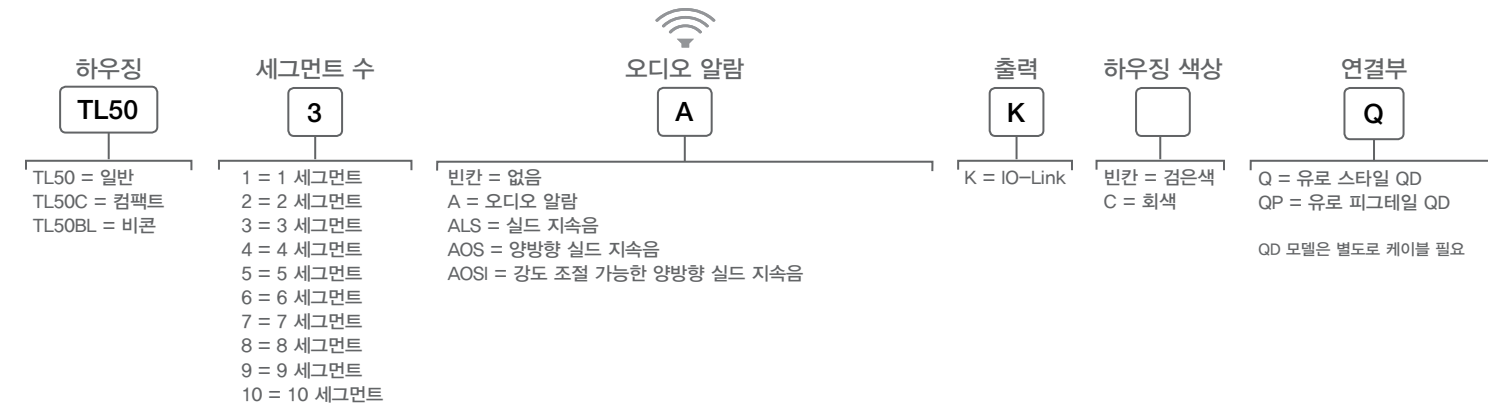 하우징
TL50
TL50 = 일반
TL50C = 컴팩트
TL50BL = 비콘
세그먼트 수
3
1 = 1 세그먼트
2 = 2 세그먼트
3 = 3 세그먼트
4 = 4 세그먼트
5 = 5 세그먼트
6 = 6 세그먼트
7 = 7 세그먼트
8 = 8 세그먼트
9 = 9 세그먼트
10 = 10 세그먼트
오디오 알람
A
빈칸 = 없음
A = 오디오 알람
ALS = 실드 지속음
AOS = 양방향 실드 지속음
AOSI = 강도 조절 가능한 양방향 실드 지속음
출력
K
K = IO-Link
하우징 색상
빈칸 = 검은색
C = 회색
연결부
Q
Q = 유로 스타일 QD
QP = 유로 피그테일 QD
QD 모델은 별도로 케이블 필요